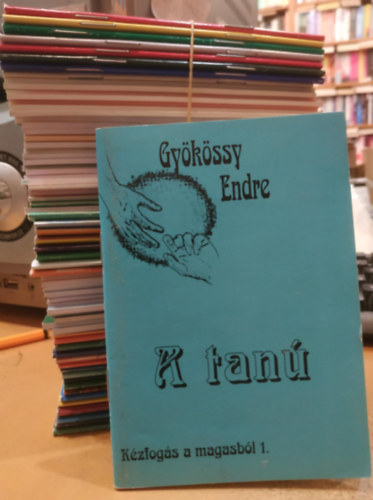 Gyökössy
Endre
A tanú
Kézfogás a magasból 1.